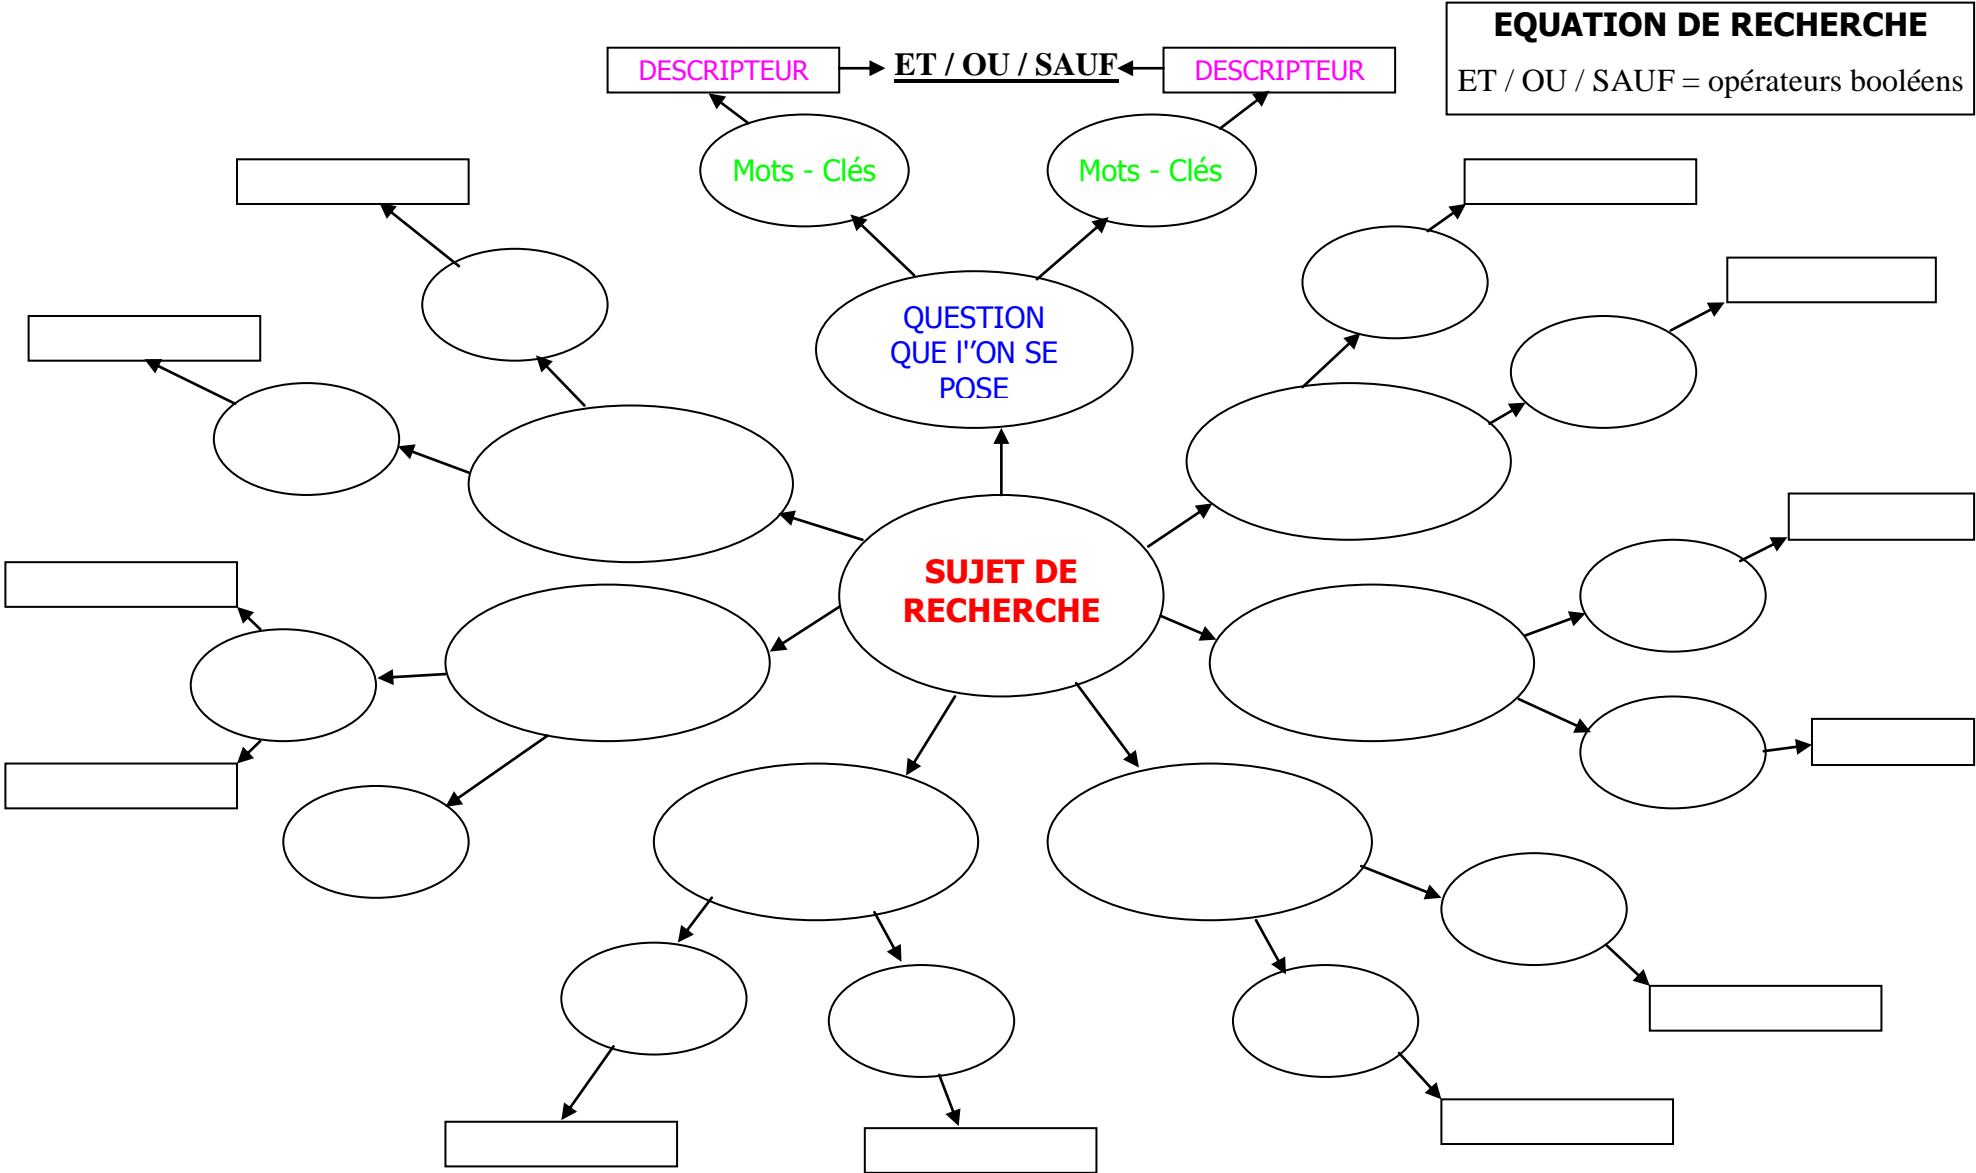 EQUATION DE RECHERCHE
ET / OU / SAUF = opérateurs booléens
DESCRIPTEUR
ET / OU / SAUF
DESCRIPTEUR
Mots - Clés
Mots - Clés
QUESTION
QUE l'’ON SE
POSE
SUJET DE
RECHERCHE